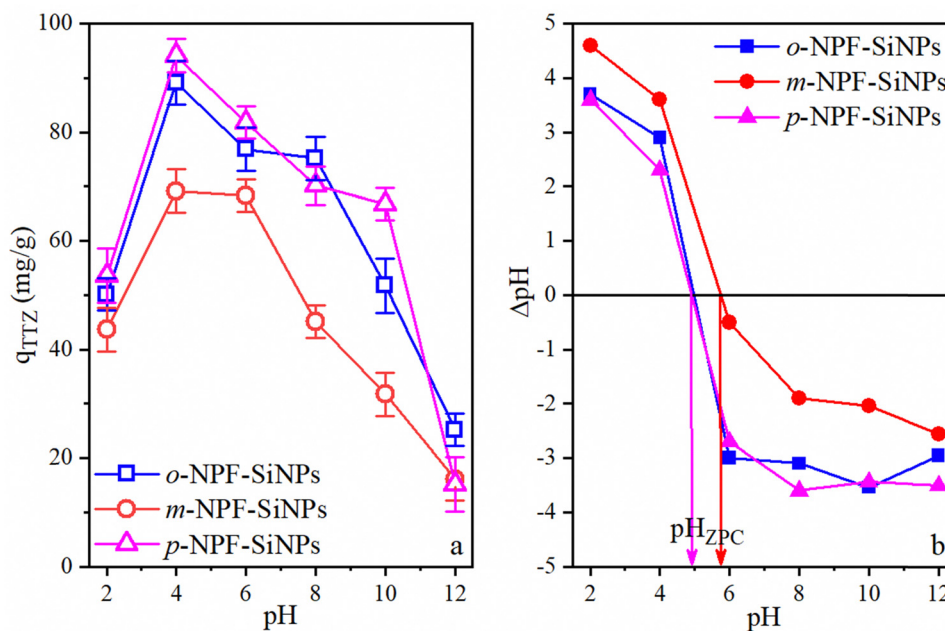 100
80
60
40
20
0
q_TTZ (mg/g)
o-NPF-SiNPs
m-NPF-SiNPs
p-NPF-SiNPs
a
2 4 6 8 10 12
pH
5
4
3
2
1
0
-1
-2
-3
-4
-5
ΔpH
o-NPF-SiNPs
m-NPF-SiNPs
p-NPF-SiNPs
pH_ZPC
b
2 4 6 8 10 12
pH